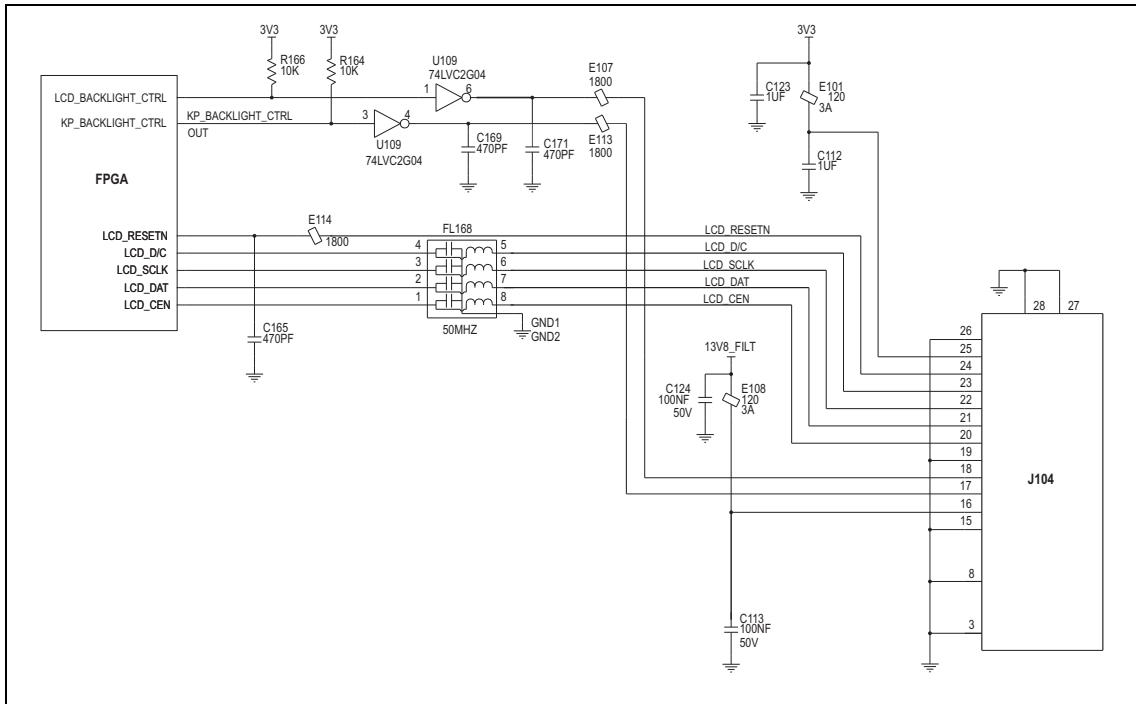 3V3
3V3
3V3
R166
10K
R164
10K
U109
74LVC2G04
1
6
E107
1800
C123
1UF
E101
120
3A
LCD_BACKLIGHT_CTRL
KP_BACKLIGHT_CTRL
KP_BACKLIGHT_CTRL
OUT
3
4
U109
74LVC2G04
C169
470PF
C171
470PF
E113
1800
C112
1UF
FPGA
E114
1800
FL168
LCD_RESETN
LCD_RESETN
LCD_D/C
4
5
LCD_D/C
LCD_SCLK
3
6
LCD_SCLK
LCD_DAT
2
7
LCD_DAT
LCD_CEN
1
8
LCD_CEN
50MHZ
GND1
GND2
C165
470PF
13V8_FILT
C124
100NF
50V
E108
120
3A
C113
100NF
50V
28
27
26
25
24
23
22
21
20
19
18
17
16
15
8
3
J104